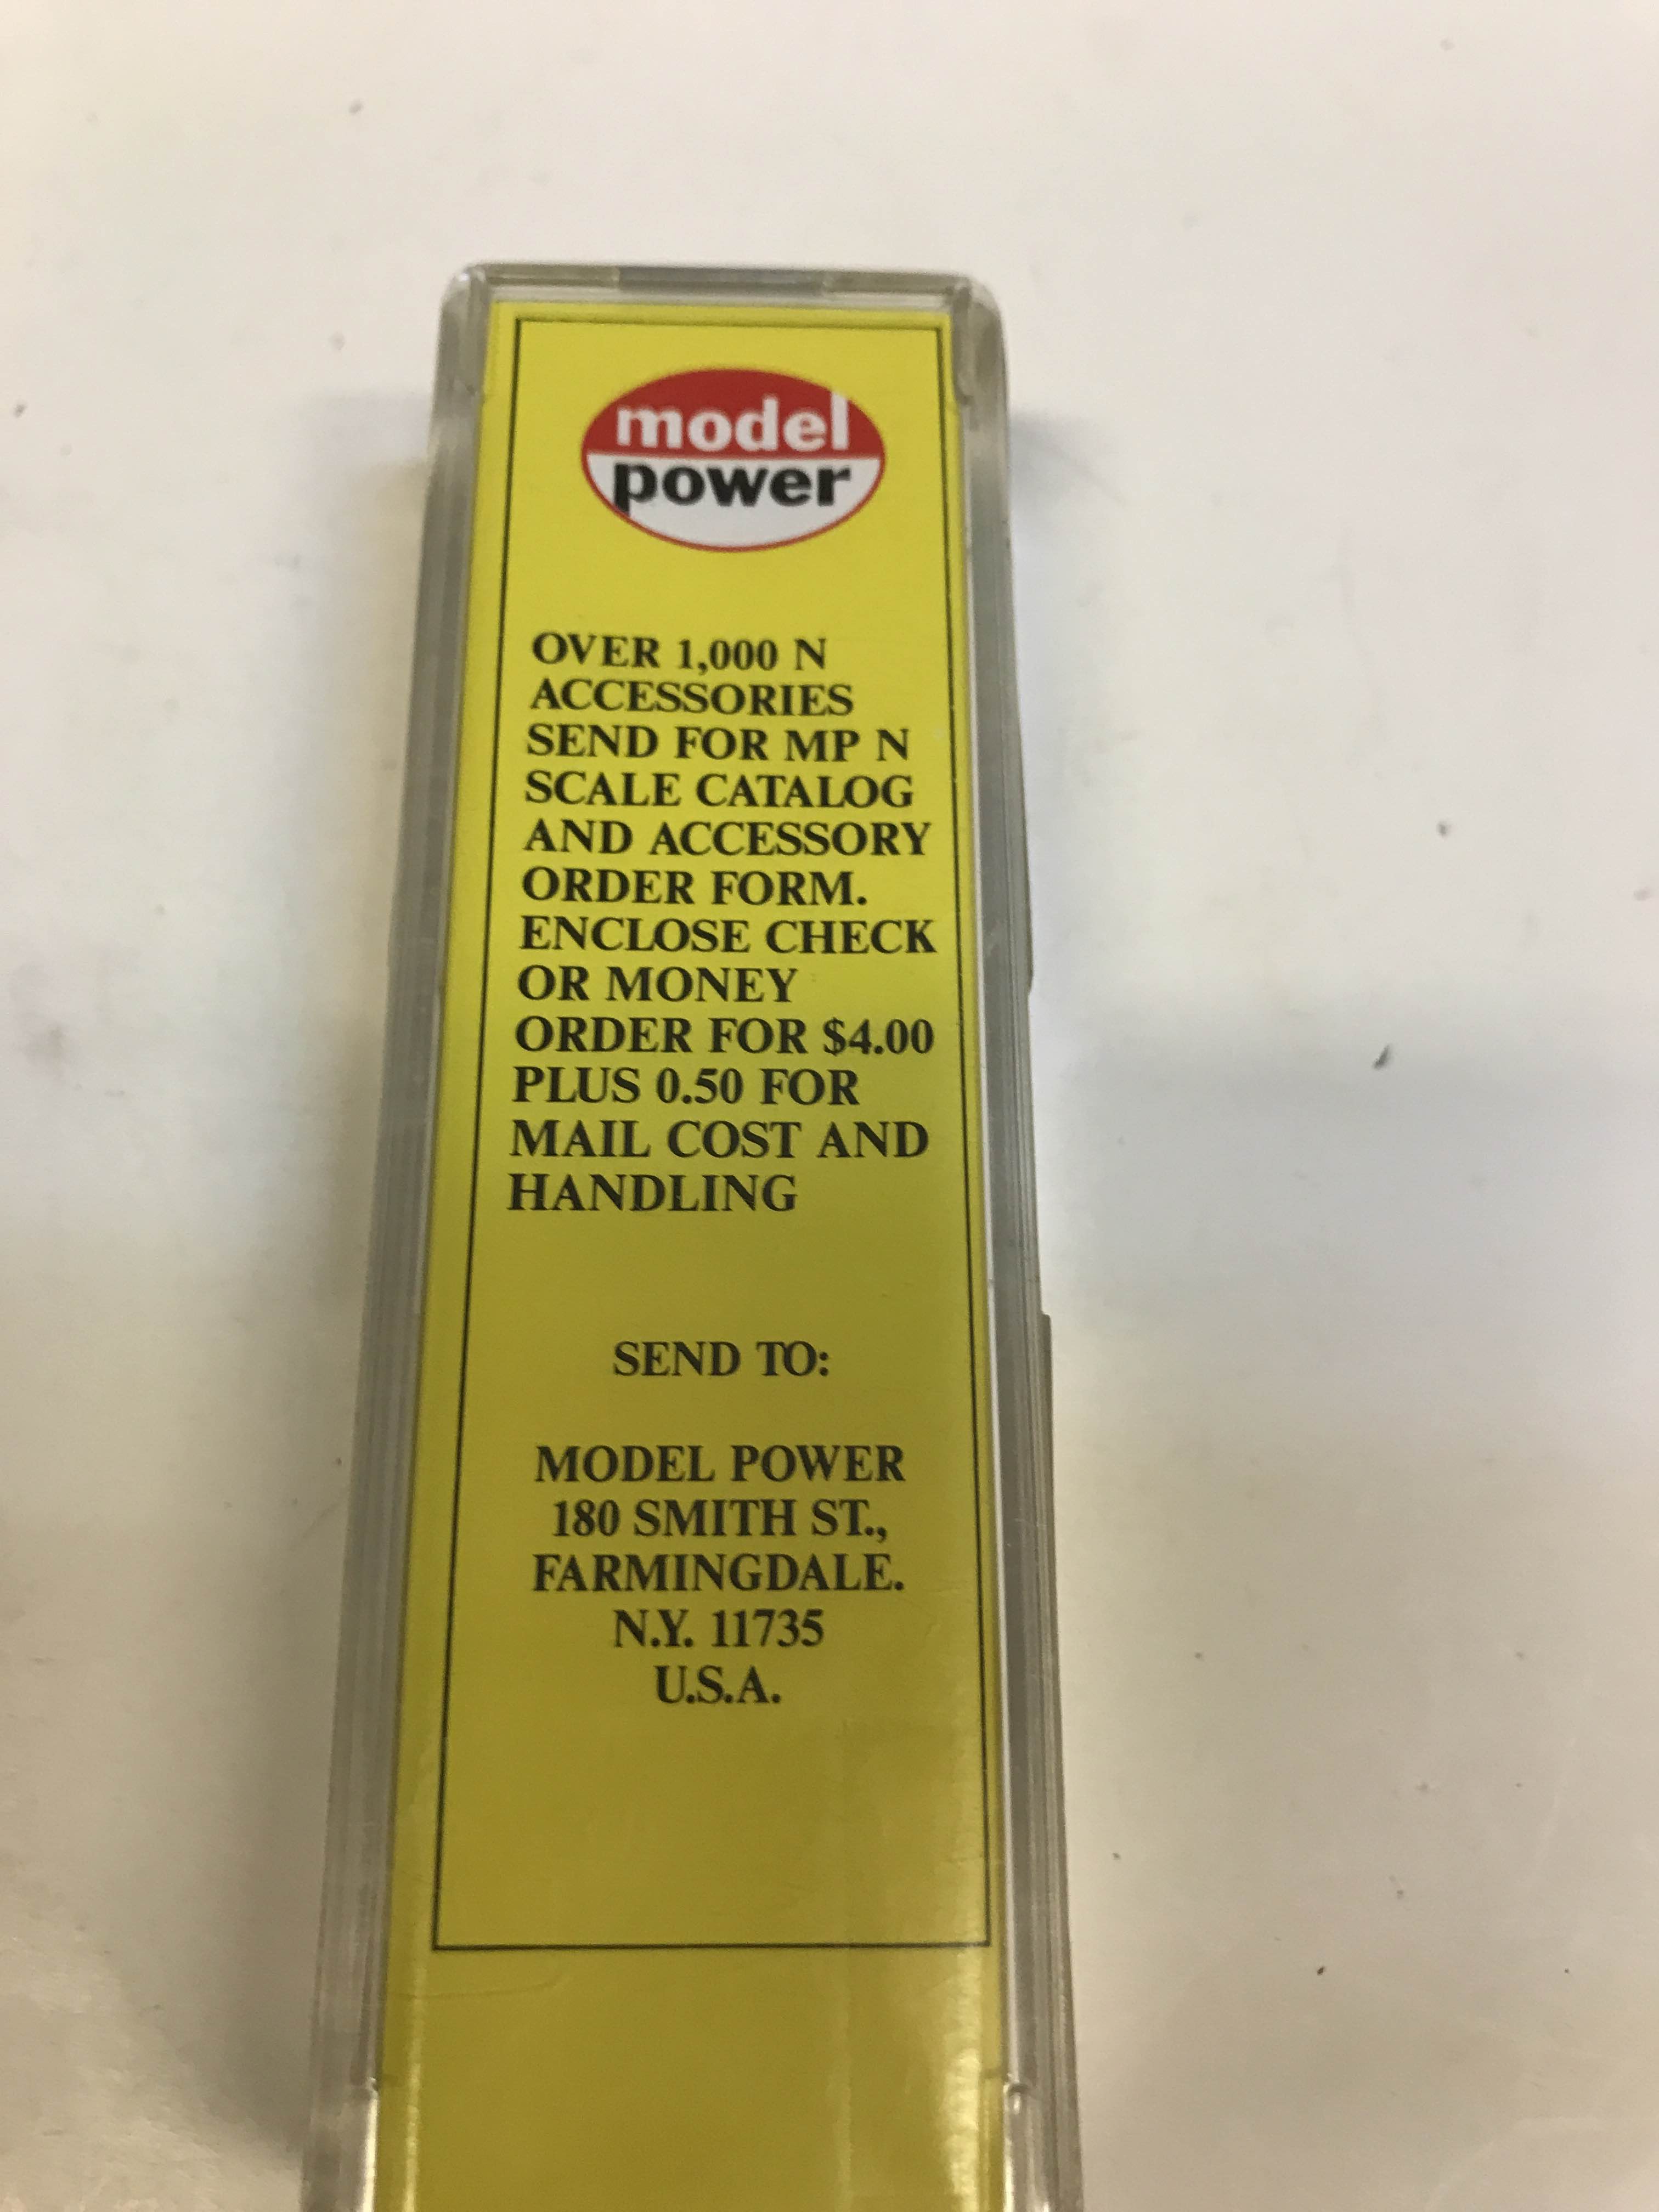 model
power
OVER 1,000 N
ACCESSORIES
SEND FOR MP N
SCALE CATALOG
AND ACCESSORY
ORDER FORM.
ENCLOSE CHECK
OR MONEY
ORDER FOR $4.00
PLUS 0.50 FOR
MAIL COST AND
HANDLING
SEND TO:
MODEL POWER
180 SMITH ST.,
FARMINGDALE.
N.Y. 11735
U.S.A.